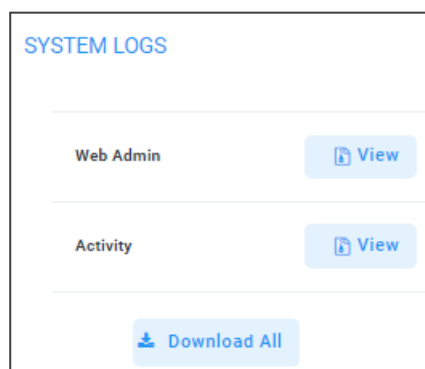 SYSTEM LOGS
Web Admin
View
Activity
View
Download All